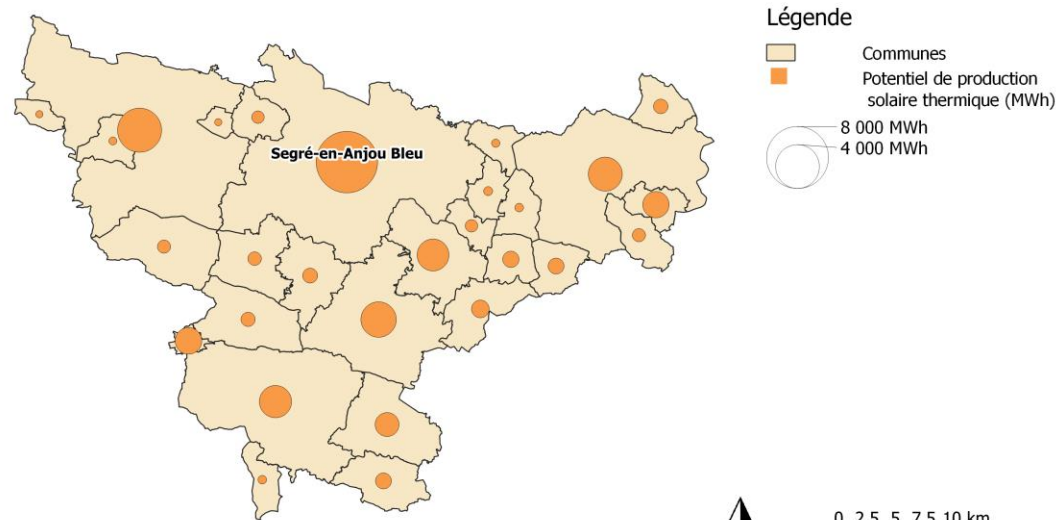 Légende
Communes
Potentiel de production
solaire thermique (MWh)
8 000 MWh
4 000 MWh
Segré-en-Anjou Bleu
0 2,5 5 7,5 10 km